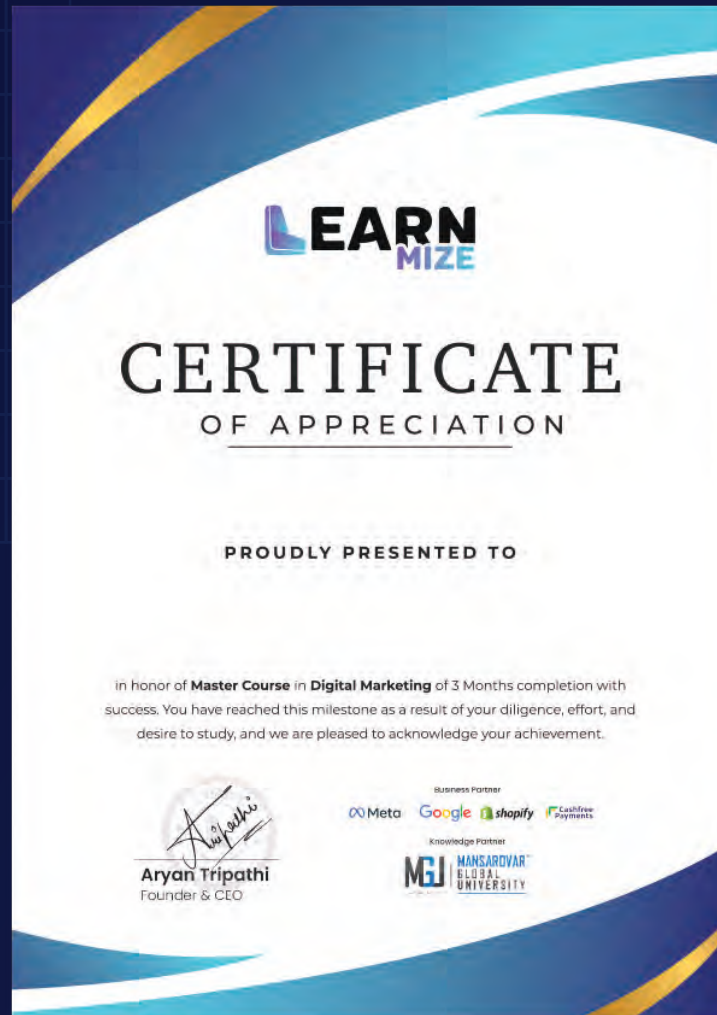 LEARN
MIZE
CERTIFICATE
OF APPRECIATION
PROUDLY PRESENTED TO
in honor of Master Course in Digital Marketing of 3 Months completion with
success. You have reached this milestone as a result of your diligence, effort, and
desire to study, and we are pleased to acknowledge your achievement.
Tripathi
Aryan Tripathi
Founder & CEO
Business Partner
Meta Google shopify Cashfree Payments
Knowledge Partner
MGU MANSAROVAR
GLOBAL
UNIVERSITY